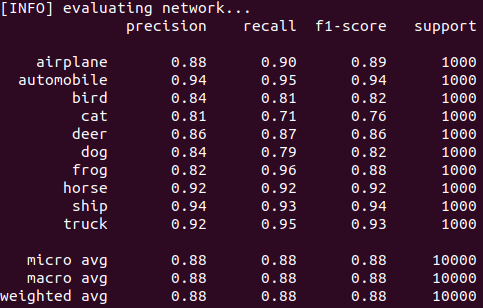 [INFO] evaluating network...
precision recall f1-score support
airplane 0.88 0.90 0.89 1000
automobile 0.94 0.95 0.94 1000
bird 0.84 0.81 0.82 1000
cat 0.81 0.71 0.76 1000
deer 0.86 0.87 0.86 1000
dog 0.84 0.79 0.82 1000
frog 0.82 0.96 0.88 1000
horse 0.92 0.92 0.92 1000
ship 0.94 0.93 0.94 1000
truck 0.92 0.95 0.93 1000
micro avg 0.88 0.88 0.88 10000
macro avg 0.88 0.88 0.88 10000
weighted avg 0.88 0.88 0.88 10000